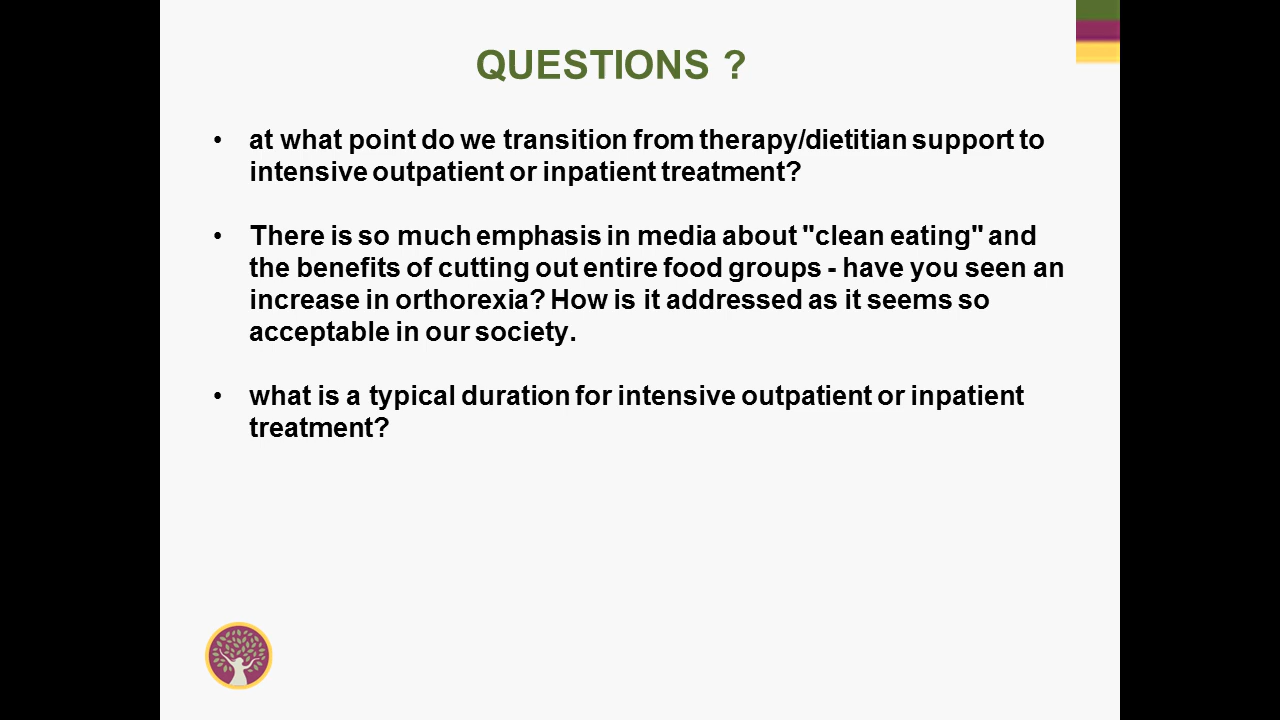 QUESTIONS ?
• at what point do we transition from therapy/dietitian support to
intensive outpatient or inpatient treatment?
• There is so much emphasis in media about "clean eating" and
the benefits of cutting out entire food groups - have you seen an
increase in orthorexia? How is it addressed as it seems so
acceptable in our society.
• what is a typical duration for intensive outpatient or inpatient
treatment?